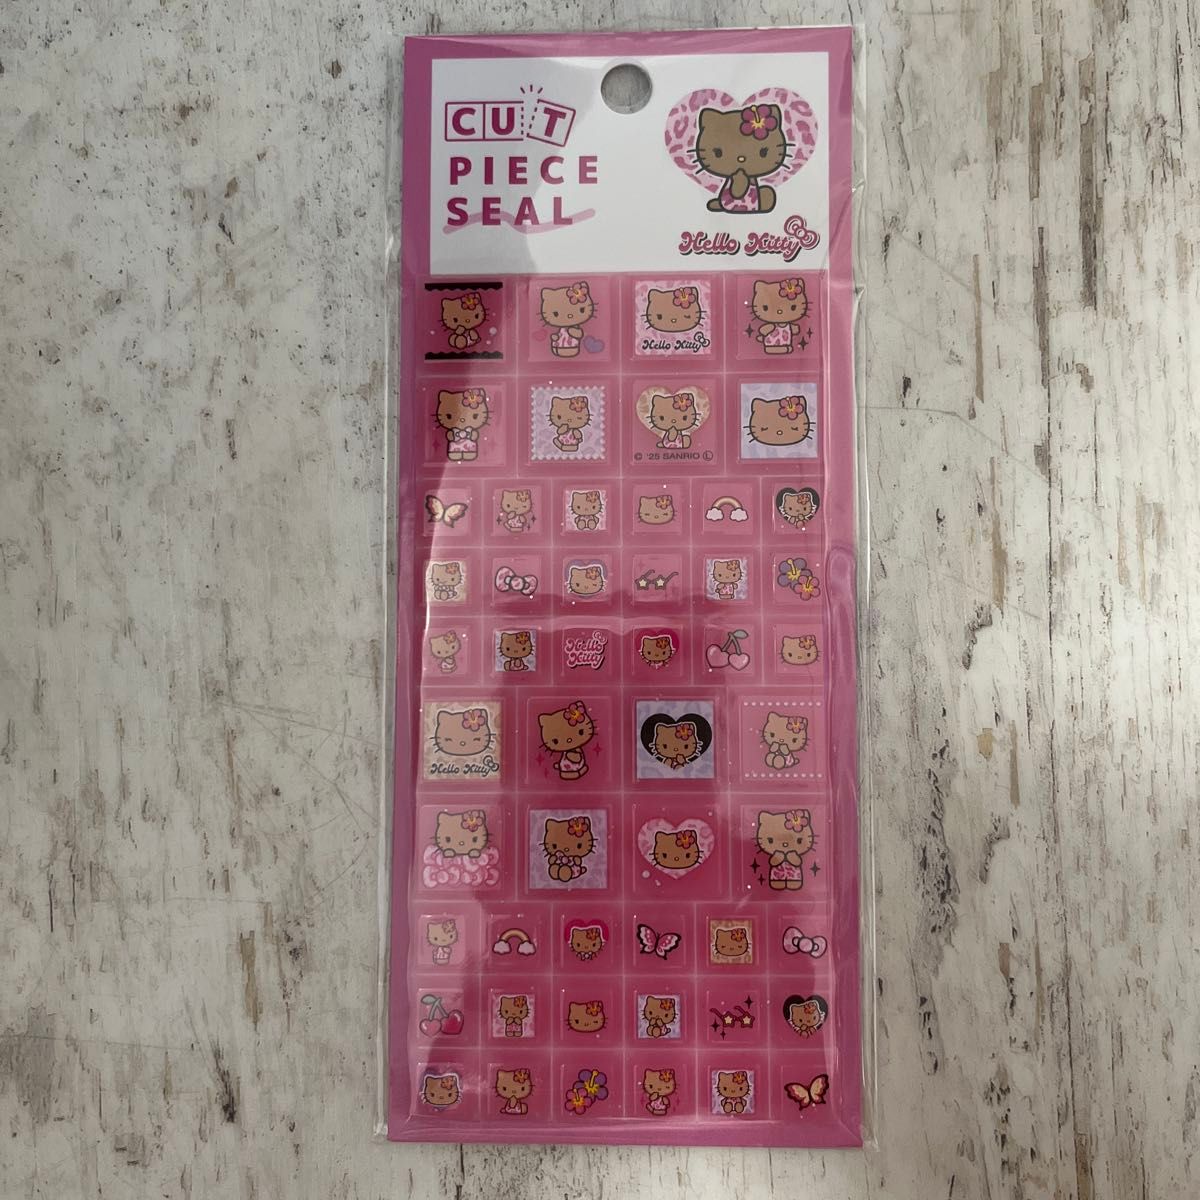 CUT
PIECE
SEAL
Hello Kitty
Hello Kitty
© '25 SANRIO Ⓛ
Hello
Kitty
Hello Kitty